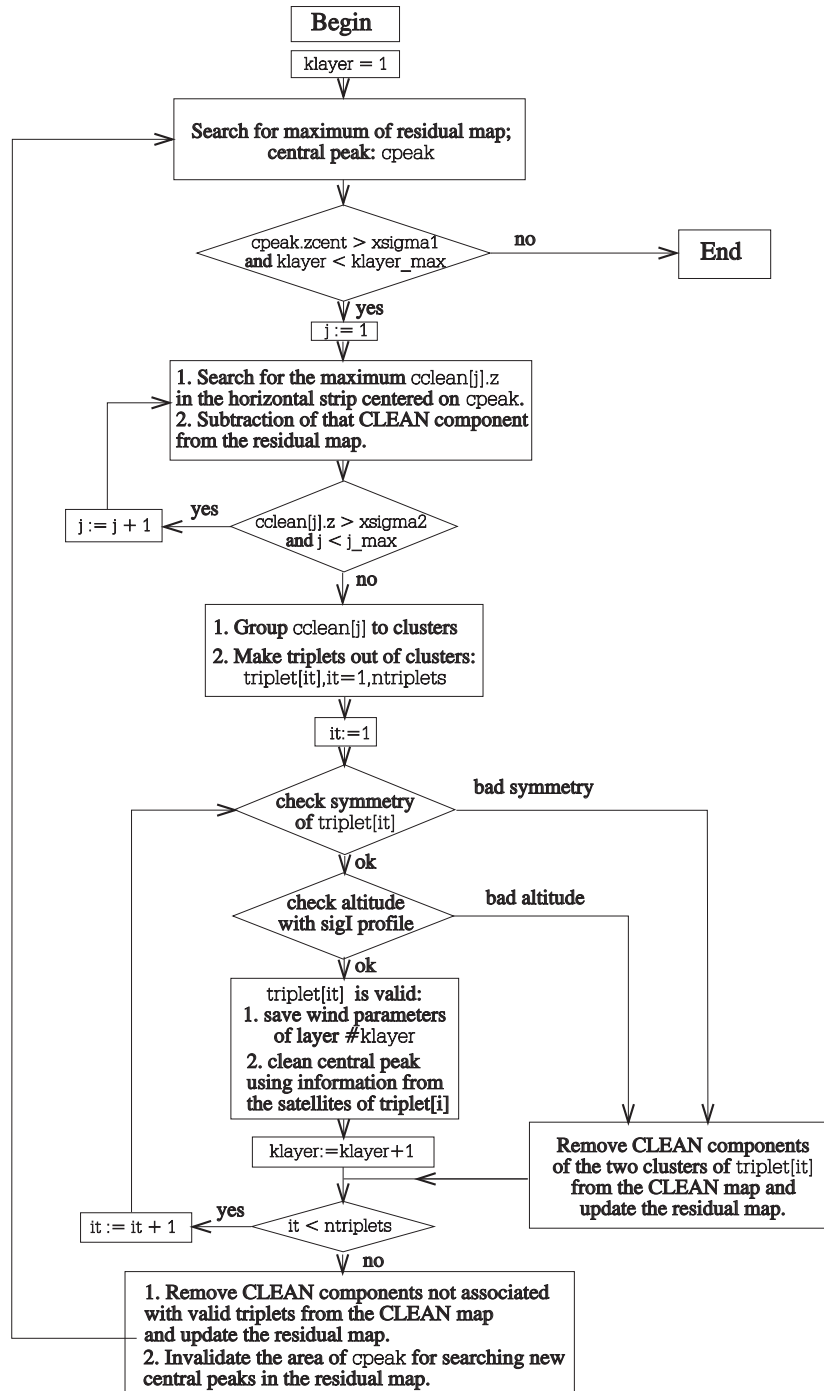 Begin
klayer = 1
Search for maximum of residual map;
central peak: cpeak
cpeak.zcent > xsigma1
and klayer < klayer_max
no
End
yes
j := 1
1. Search for the maximum cclean[j].z
in the horizontal strip centered on cpeak.
2. Subtraction of that CLEAN component
from the residual map.
yes
j := j + 1
cclean[j].z > xsigma2
and j < j_max
no
1. Group cclean[j] to clusters
2. Make triplets out of clusters:
triplet[it],it=1,ntriplets
it:=1
check symmetry
of triplet[it]
bad symmetry
ok
check altitude
with sigI profile
bad altitude
ok
triplet[it] is valid:
1. save wind parameters
of layer #klayer
2. clean central peak
using information from
the satellites of triplet[i]
klayer:=klayer+1
Remove CLEAN components
of the two clusters of triplet[it]
from the CLEAN map and
update the residual map.
it < ntriplets
yes
it := it + 1
no
1. Remove CLEAN components not associated
with valid triplets from the CLEAN map
and update the residual map.
2. Invalidate the area of cpeak for searching new
central peaks in the residual map.